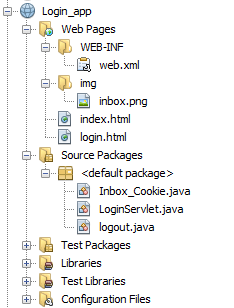 Login_app
Web Pages
WEB-INF
web.xml
img
inbox.png
index.html
login.html
Source Packages
<default package>
Inbox_Cookie.java
LoginServlet.java
logout.java
Test Packages
Libraries
Test Libraries
Configuration Files